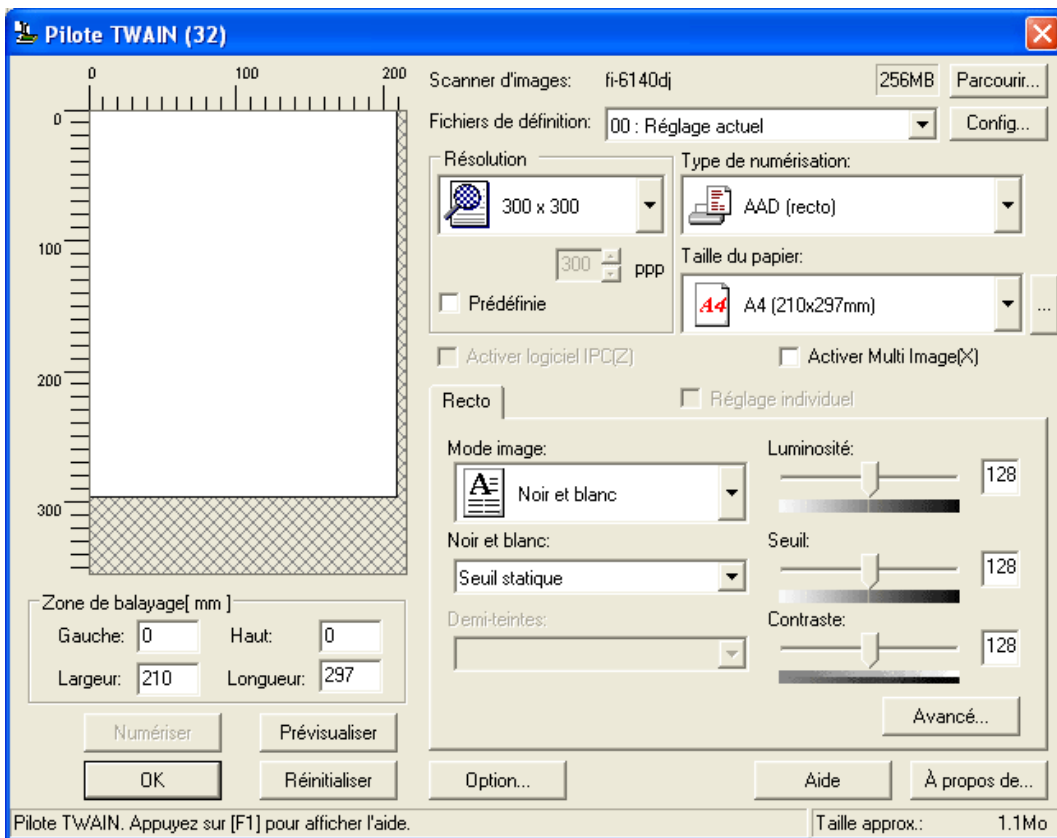 Pilote TWAIN (32)
0 100 200
0
100
200
300
Scanner d'images: fi-6140dj 256MB Parcourir...
Fichiers de définition: 00 : Réglage actuel Config...
Résolution
300 x 300
300 ppp
Prédéfinie
Type de numérisation:
AAD (recto)
Taille du papier:
A4 A4 (210x297mm) ...
Activer logiciel IPC(Z) Activer Multi Image(X)
Recto Réglage individuel
Mode image:
A Noir et blanc
Noir et blanc:
Seuil statique
Demi-teintes:
Luminosité:
128
Seuil:
128
Contraste:
128
Avancé...
Zone de balayage[ mm ]
Gauche: 0 Haut: 0
Largeur: 210 Longueur: 297
Numériser Prévisualiser
OK Réinitialiser Option... Aide À propos de...
Pilote TWAIN. Appuyez sur [F1] pour afficher l'aide. Taille approx.: 1.1Mo